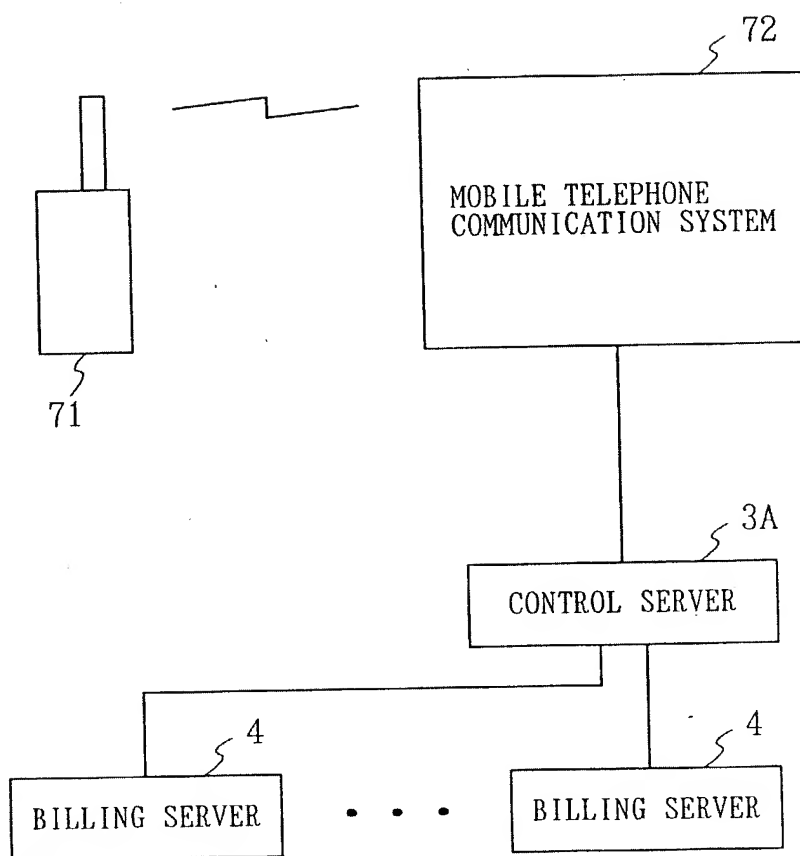 72
MOBILE TELEPHONE
COMMUNICATION SYSTEM
71
3A
CONTROL SERVER
4
4
BILLING SERVER
BILLING SERVER